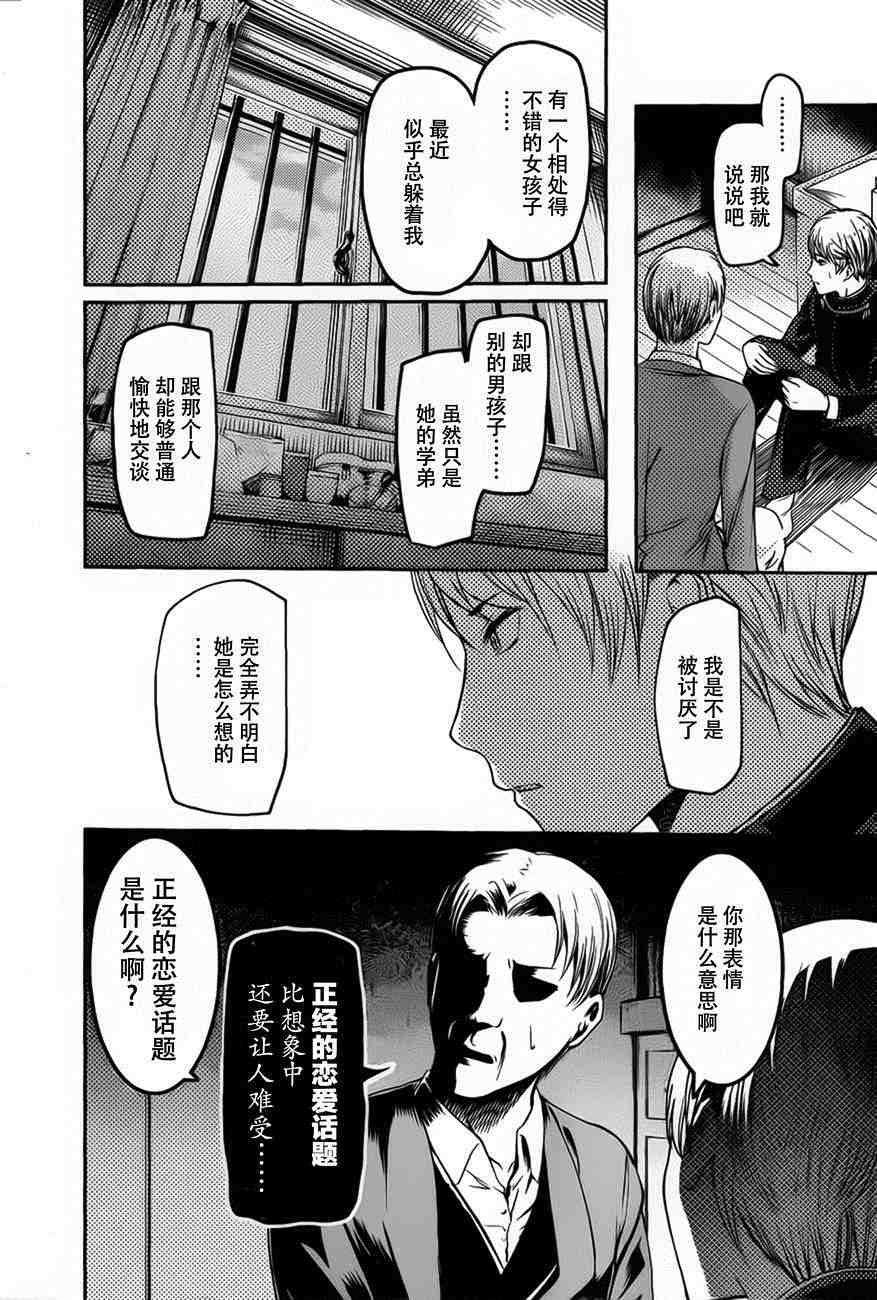 ……
那我就
说说吧
有一个相处得
不错的女孩子
……
最近
似乎总躲着我
却跟
别的男孩子……
虽然只是
她的学弟
……
跟那个人
却能够普通
愉快地交谈
我是不是
被讨厌了
……
完全弄不明白
她是怎么想的
……
你那表情
是什么意思啊
正经的恋爱话题
比想象中
还要让人难受……
正经的恋爱话题
是什么啊?